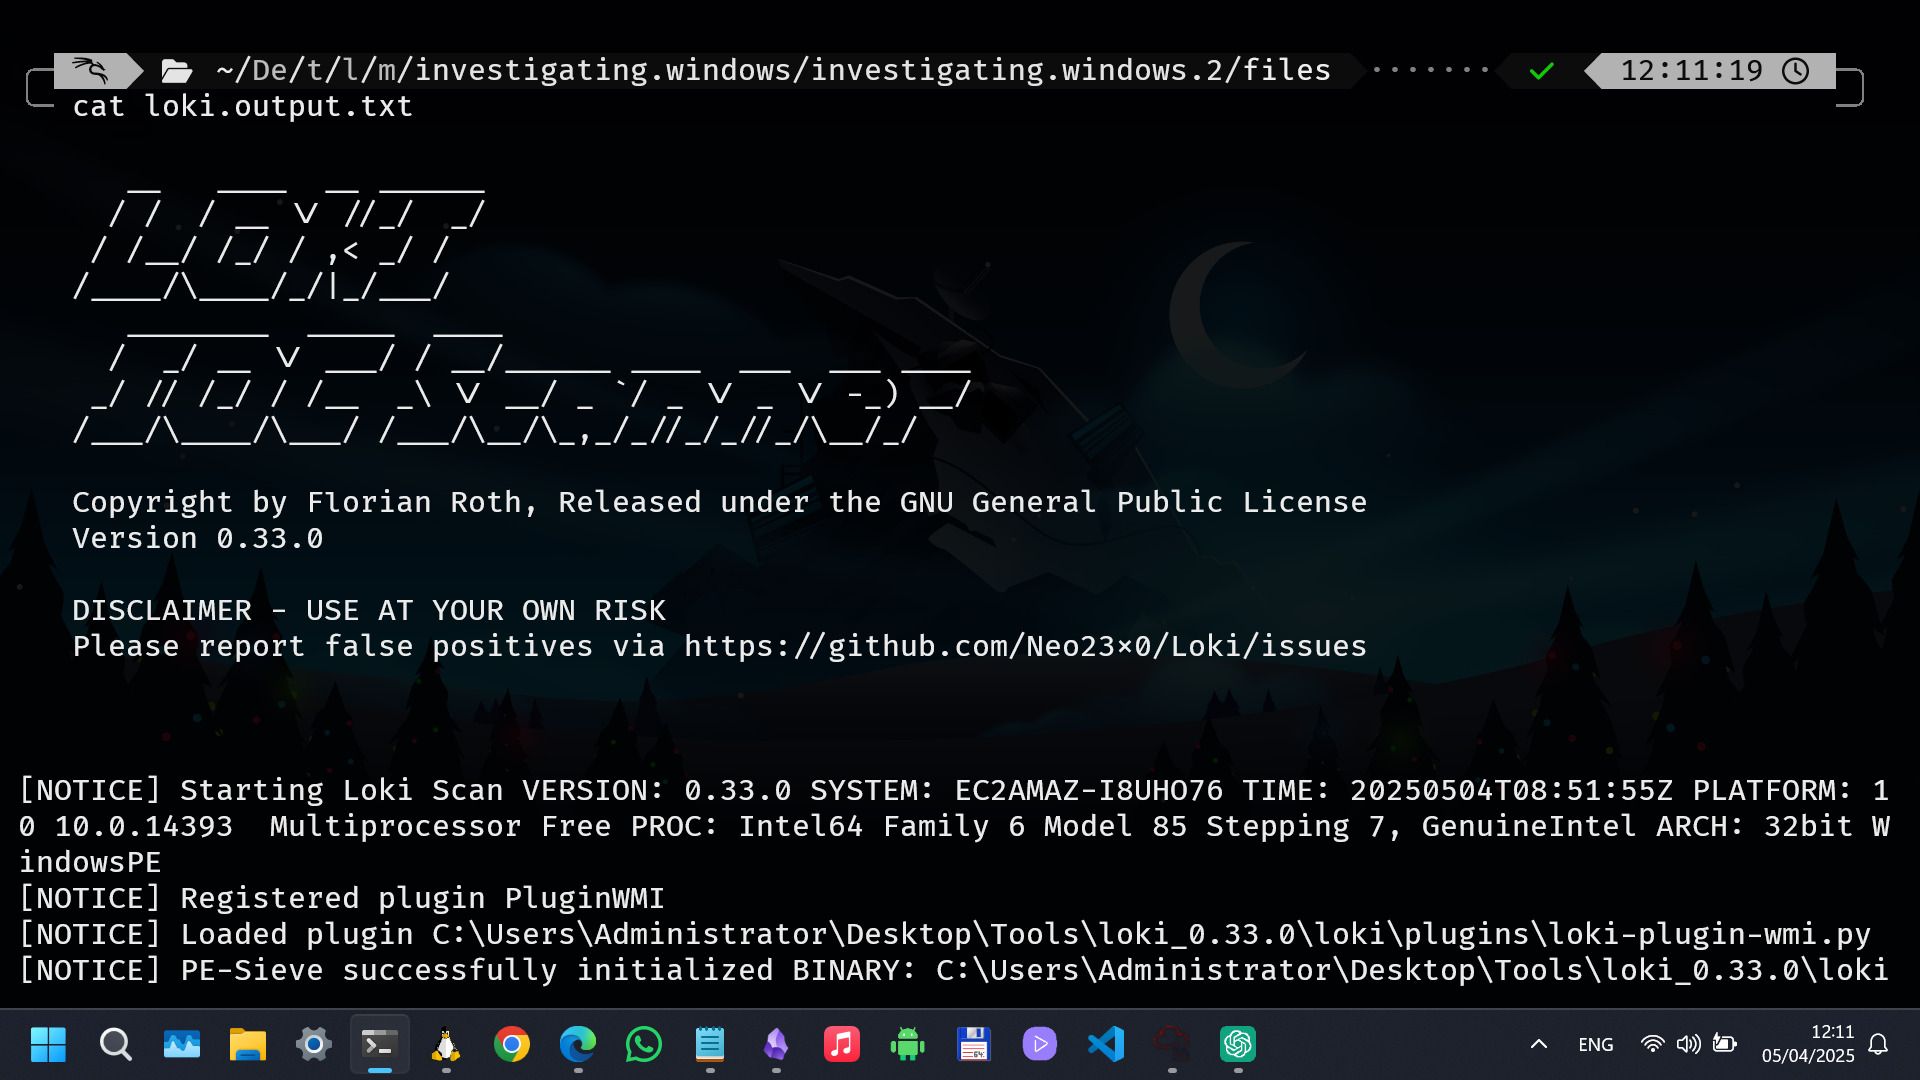 ~/De/t/l/m/investigating.windows/investigating.windows.2/files ······· ✓ 12:11:19
cat loki.output.txt
LOKI
IOC Scanner
Copyright by Florian Roth, Released under the GNU General Public License
Version 0.33.0
DISCLAIMER - USE AT YOUR OWN RISK
Please report false positives via https://github.com/Neo23×0/Loki/issues
[NOTICE] Starting Loki Scan VERSION: 0.33.0 SYSTEM: EC2AMAZ-I8UHO76 TIME: 20250504T08:51:55Z PLATFORM: 1
0 10.0.14393  Multiprocessor Free PROC: Intel64 Family 6 Model 85 Stepping 7, GenuineIntel ARCH: 32bit W
indowsPE
[NOTICE] Registered plugin PluginWMI
[NOTICE] Loaded plugin C:\Users\Administrator\Desktop\Tools\loki_0.33.0\loki\plugins\loki-plugin-wmi.py
[NOTICE] PE-Sieve successfully initialized BINARY: C:\Users\Administrator\Desktop\Tools\loki_0.33.0\loki
64
ENG
12:11
05/04/2025